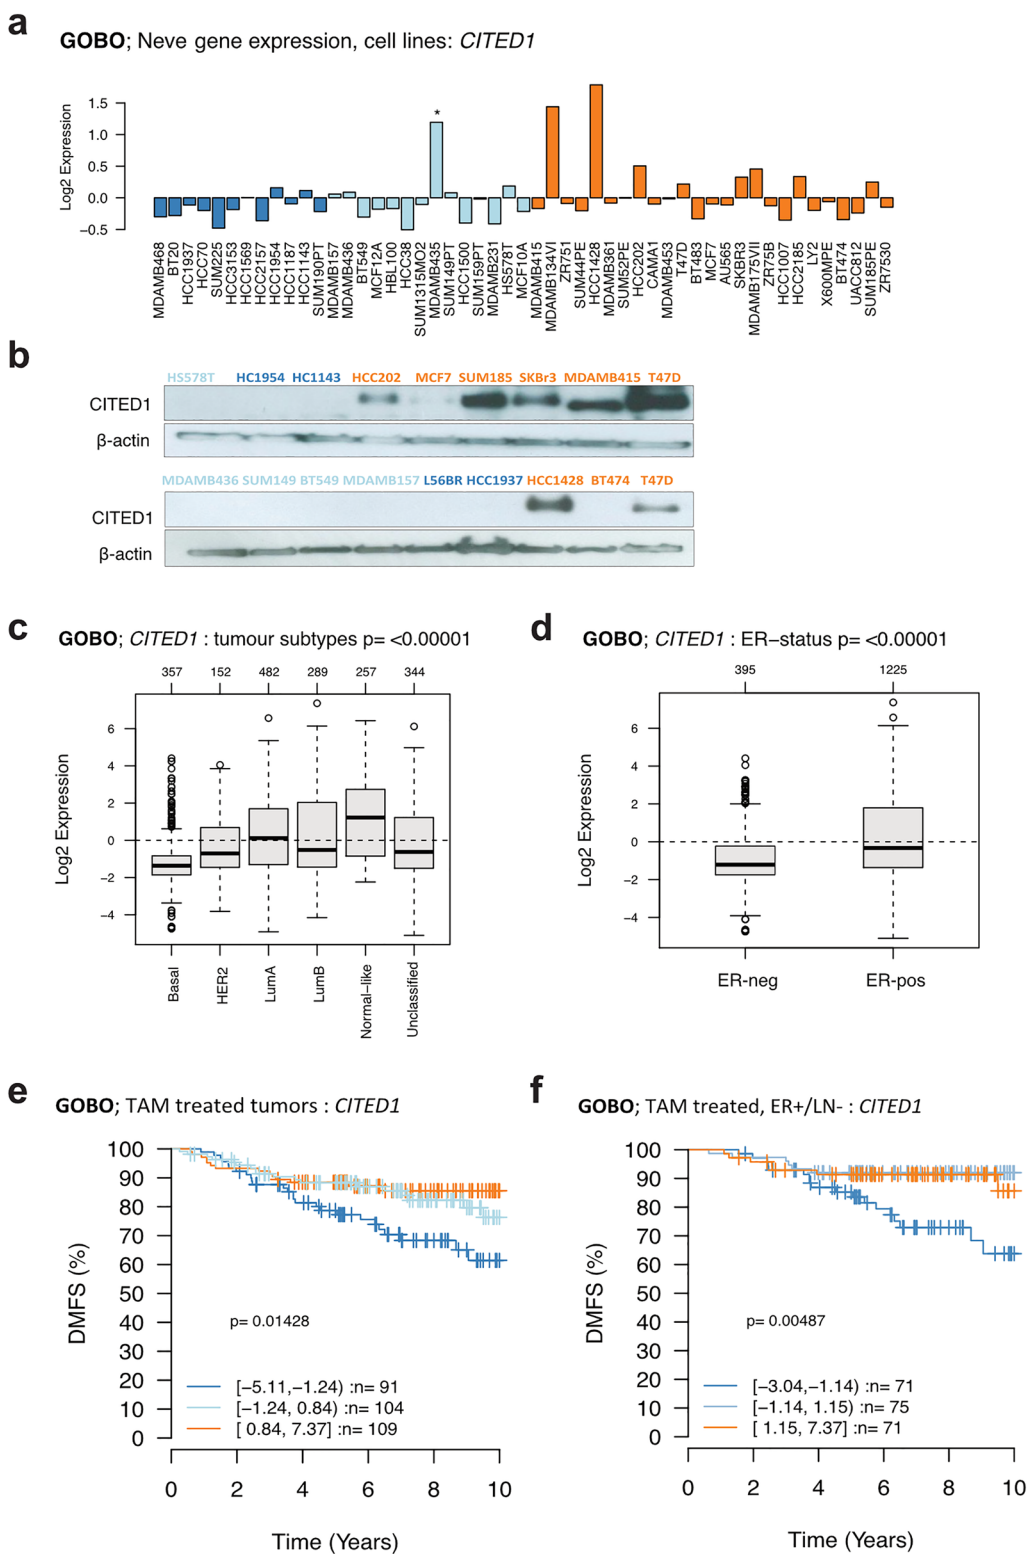 a
GOBO; Neve gene expression, cell lines: CITED1
Log2 Expression
1.5
1.0
0.5
0.0
−0.5
*
MDAMB468
BT20
HCC1937
HCC70
SUM225
HCC3153
HCC1569
HCC2157
HCC1954
HCC1187
HCC1143
SUM190PT
MDAMB157
MDAMB436
BT549
MCF12A
HBL100
HCC38
SUM1315MO2
MDAMB435
SUM149PT
HCC1500
SUM159PT
MDAMB231
HS578T
MCF10A
MDAMB415
MDAMB134VI
ZR751
SUM44PE
HCC1428
MDAMB361
SUM52PE
HCC202
CAMA1
MDAMB453
T47D
BT483
MCF7
AU565
SKBR3
MDAMB175VII
ZR75B
HCC1007
HCC2185
LY2
X600MPE
BT474
UACC812
SUM185PE
ZR7530
b
HS578T HC1954 HC1143 HCC202 MCF7 SUM185 SKBr3 MDAMB415 T47D
CITED1
β-actin
MDAMB436 SUM149 BT549 MDAMB157 L56BR HCC1937 HCC1428 BT474 T47D
CITED1
β-actin
c
GOBO; CITED1 : tumour subtypes p= <0.00001
357 152 482 289 257 344
Log2 Expression
6
4
2
0
−2
−4
Basal
HER2
LumA
LumB
Normal−like
Unclassified
d
GOBO; CITED1 : ER−status p= <0.00001
395 1225
Log2 Expression
6
4
2
0
−2
−4
ER-neg ER-pos
e
GOBO; TAM treated tumors : CITED1
DMFS (%)
100
90
80
70
60
50
40
30
20
10
0
p= 0.01428
[−5.11,−1.24) :n= 91
[−1.24, 0.84) :n= 104
[ 0.84, 7.37] :n= 109
0 2 4 6 8 10
Time (Years)
f
GOBO; TAM treated, ER+/LN- : CITED1
DMFS (%)
100
90
80
70
60
50
40
30
20
10
0
p= 0.00487
[−3.04,−1.14) :n= 71
[−1.14, 1.15) :n= 75
[ 1.15, 7.37] :n= 71
0 2 4 6 8 10
Time (Years)